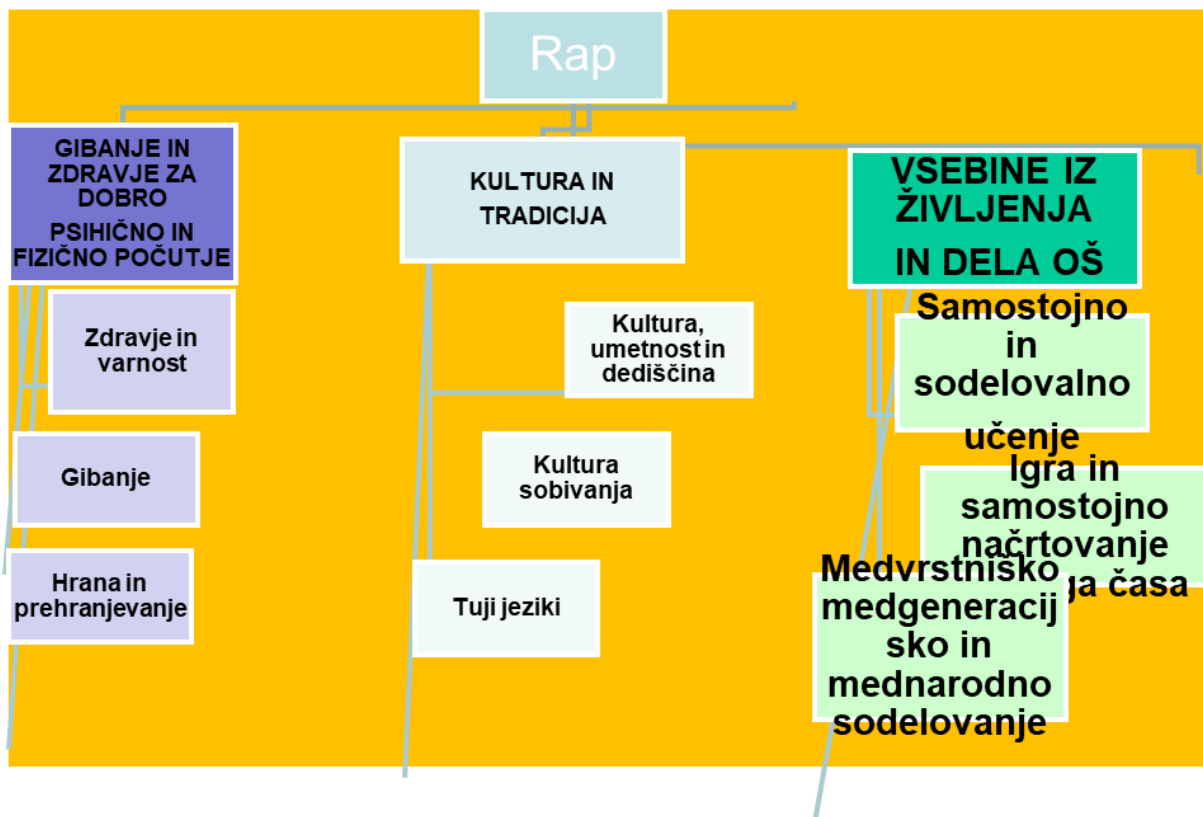 Rap
GIBANJE IN
ZDRAVJE ZA
DOBRO
PSIHIČNO IN
FIZIČNO POČUTJE
Zdravje in
varnost
Gibanje
Hrana in
prehranjevanje
KULTURA IN
TRADICIJA
Kultura,
umetnost in
dediščina
Kultura
sobivanja
Tuji jeziki
VSEBINE IZ
ŽIVLJENJA
IN DELA OŠ
Samostojno
in
sodelovalno
učenje
Igra in
samostojno
načrtovanje
časa
Medvrstniško
medgeneracij
sko in
mednarodno
sodelovanje